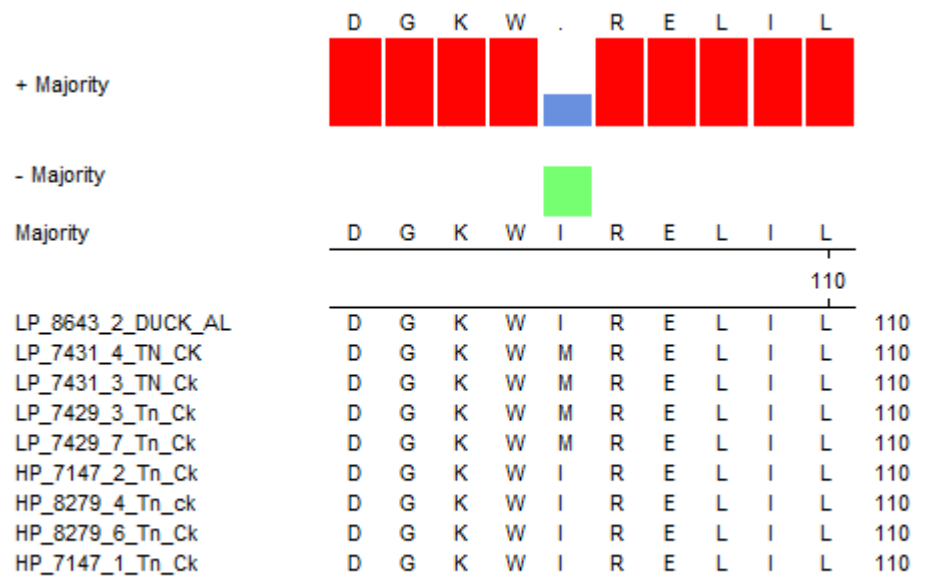 D G K W . R E L I L
+ Majority
- Majority
Majority D G K W I R E L I L
110
LP_8643_2_DUCK_AL D G K W I R E L I L 110
LP_7431_4_TN_CK D G K W M R E L I L 110
LP_7431_3_TN_Ck D G K W M R E L I L 110
LP_7429_3_Tn_Ck D G K W M R E L I L 110
LP_7429_7_Tn_Ck D G K W M R E L I L 110
HP_7147_2_Tn_Ck D G K W I R E L I L 110
HP_8279_4_Tn_ck D G K W I R E L I L 110
HP_8279_6_Tn_Ck D G K W I R E L I L 110
HP_7147_1_Tn_Ck D G K W I R E L I L 110